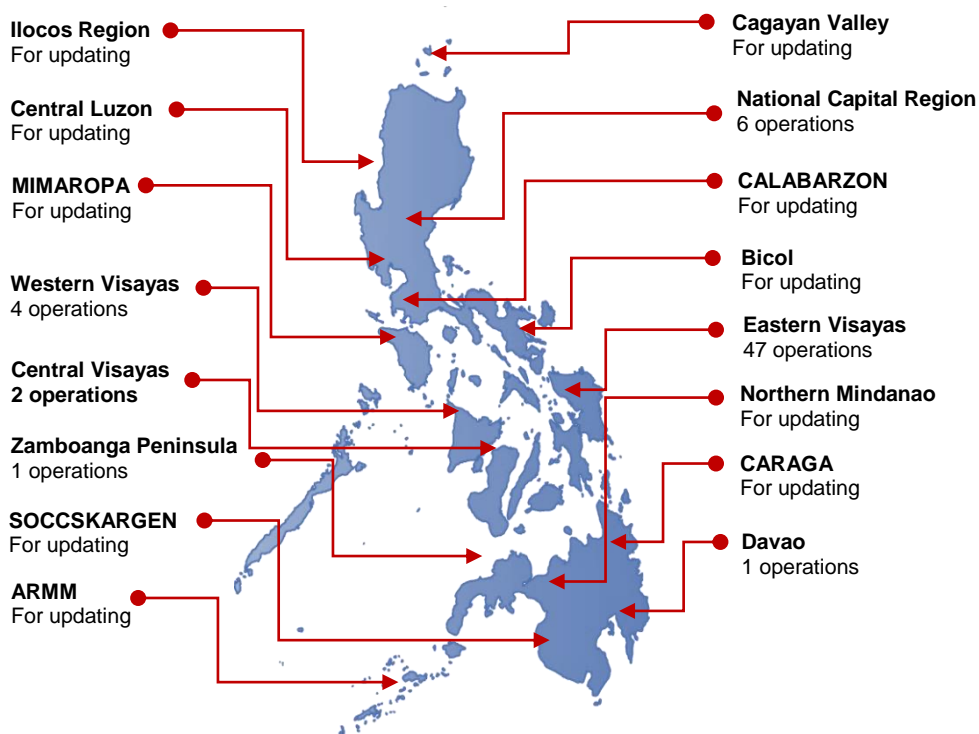 Ilocos Region
For updating
Central Luzon
For updating
MIMAROPA
For updating
Western Visayas
4 operations
Central Visayas
2 operations
Zamboanga Peninsula
1 operations
SOCCSKARGEN
For updating
ARMM
For updating
Cagayan Valley
For updating
National Capital Region
6 operations
CALABARZON
For updating
Bicol
For updating
Eastern Visayas
47 operations
Northern Mindanao
For updating
CARAGA
For updating
Davao
1 operations